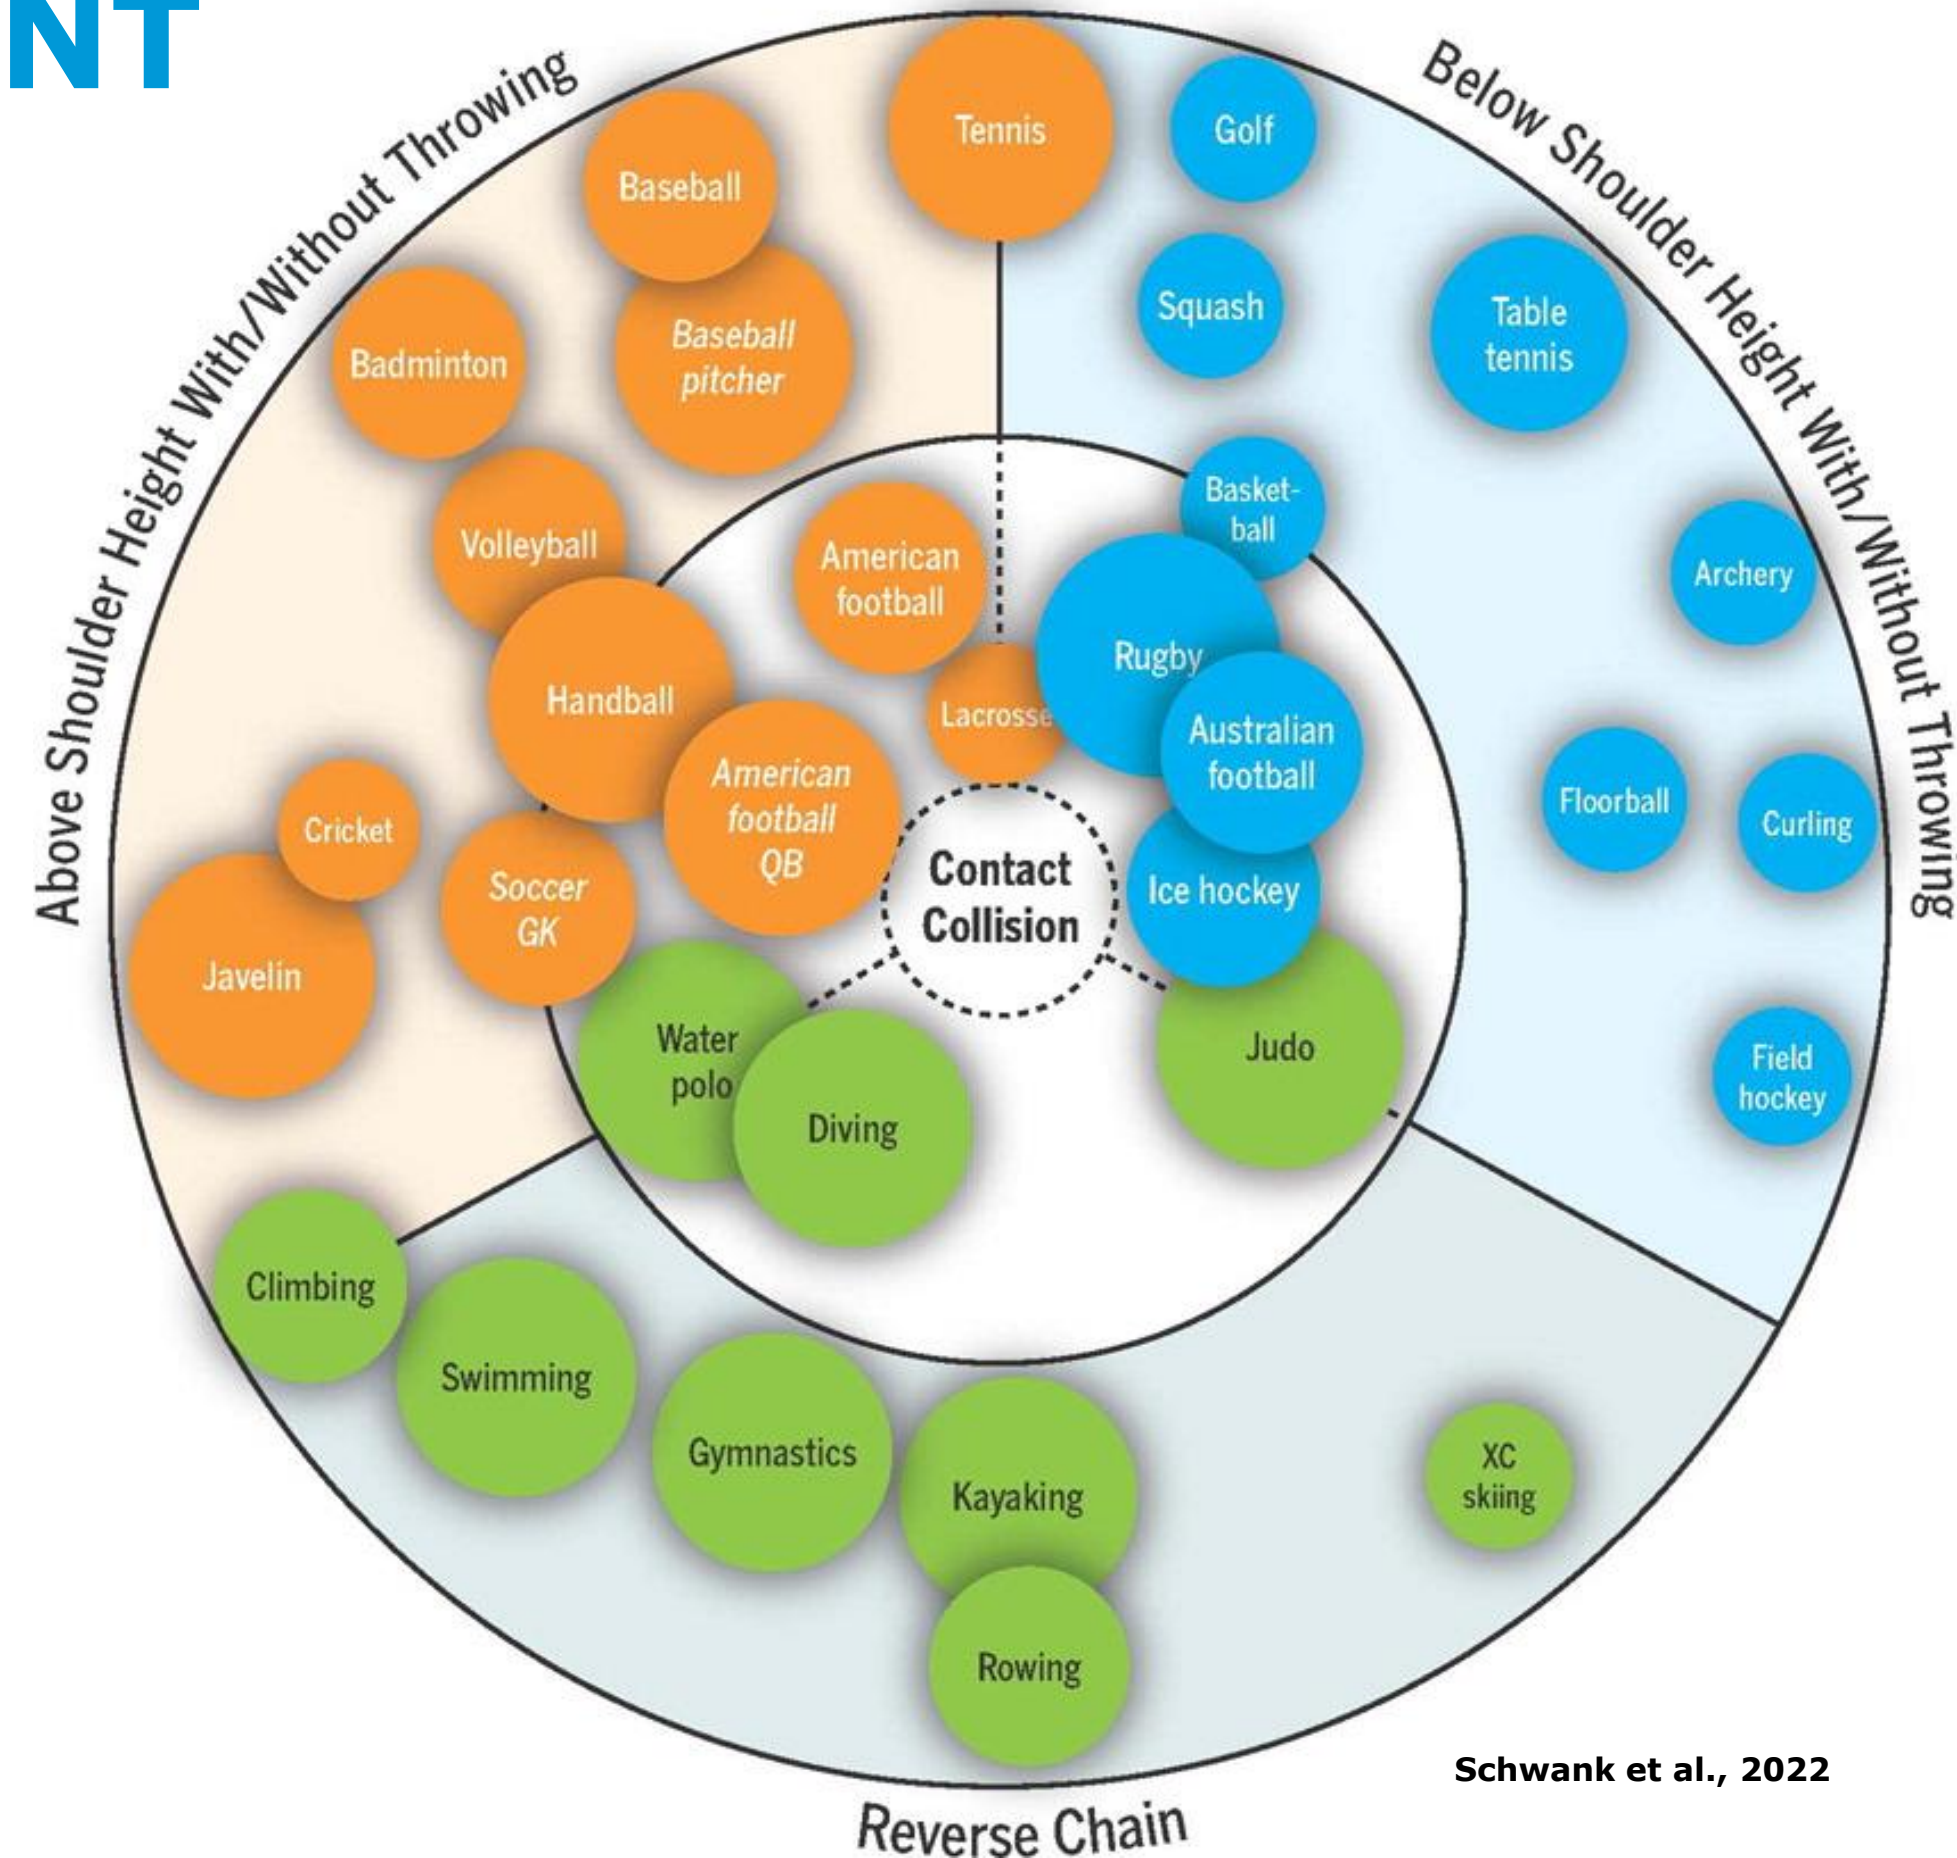 NT
Above Shoulder Height With/Without Throwing
Below Shoulder Height With/Without Throwing
Tennis
Golf
Baseball
Squash
Table
tennis
Baseball
pitcher
Badminton
Basket-
ball
Volleyball
American
football
Archery
Rugby
Handball
Lacrosse
Australian
football
American
football
QB
Floorball
Curling
Cricket
Contact
Collision
Ice hockey
Soccer
GK
Javelin
Water
polo
Judo
Field
hockey
Diving
Climbing
Swimming
Gymnastics
Kayaking
XC
skiing
Rowing
Schwank et al., 2022
Reverse Chain